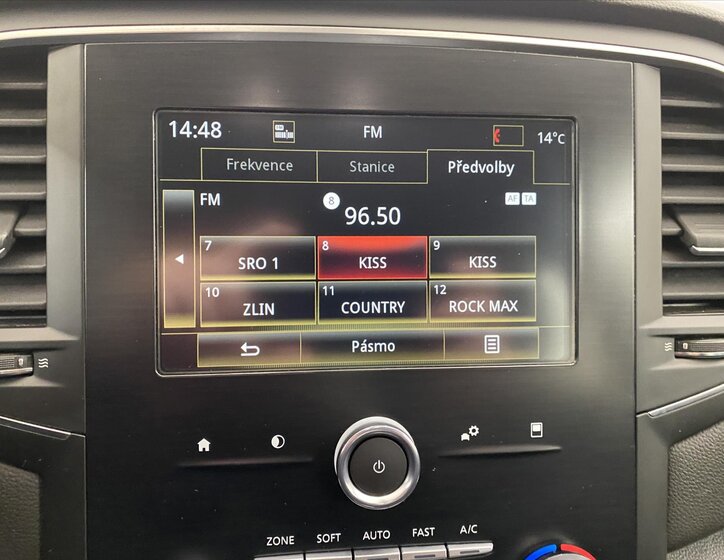 14:48 FM 14°c
Frekvence Stanice Předvolby
FM 8 96.50 AF TA
7 SRO 1 8 KISS 9 KISS
10 ZLIN 11 COUNTRY 12 ROCK MAX
Pásmo
ZONE SOFT AUTO FAST A/C